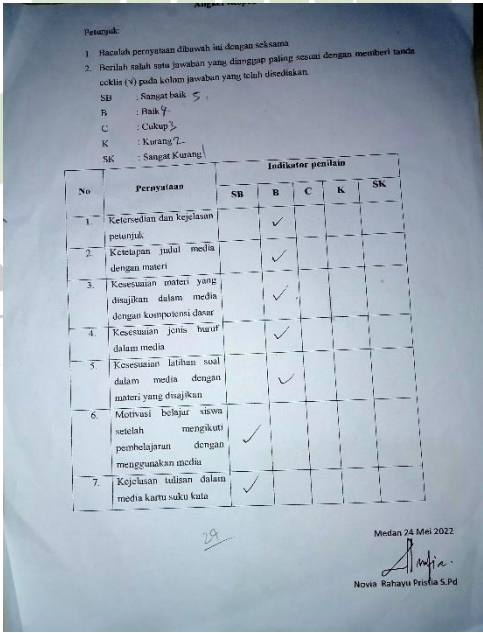 Angket Respon
Petunjuk:
1. Bacalah pernyataan dibawah ini dengan seksama
2. Berilah salah satu jawaban yang dianggap paling sesuai dengan memberi tanda
ceklis (√) pada kolom jawaban yang telah disediakan
SB : Sangat baik 5
B : Baik 4
C : Cukup 3
K : Kurang 2
SK : Sangat Kurang 1
No Pernyataan Indikator penilain
SB B C K SK
1. Ketersedian dan kejelasan ✓
petunjuk
2. Ketetapan judul media ✓
dengan materi
3. Kesesuaian materi yang ✓
disajikan dalam media
dengan kompotensi dasar
4. Kesesuaian jenis huruf ✓
dalam media
5. Kesesuaian latihan soal ✓
dalam media dengan
materi yang disajikan
6. Motivasi belajar siswa ✓
setelah mengikuti
pembelajaran dengan
menggunakan media
7. Kejelasan tulisan dalam ✓
media kartu suku kata
29
Medan 24 Mei 2022
Novia Rahayu Pristia S.Pd